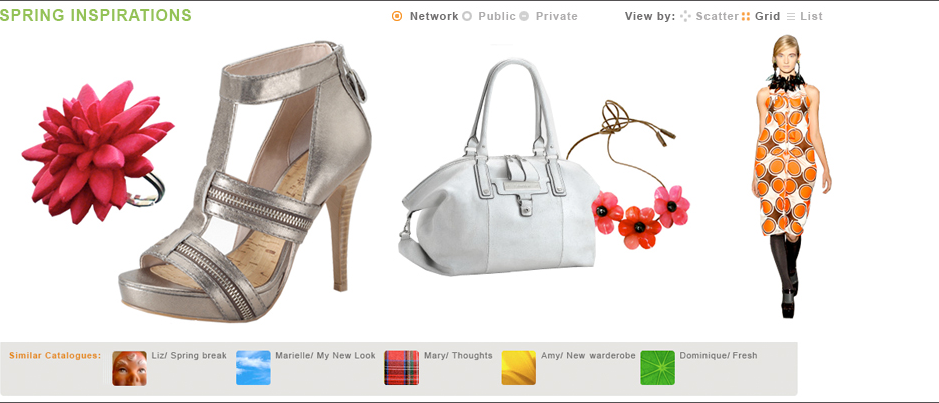 SPRING INSPIRATIONS
Network Public Private
View by: Scatter Grid List
Similar Catalogues: Liz/ Spring break Marielle/ My New Look Mary/ Thoughts Amy/ New warderobe Dominique/ Fresh